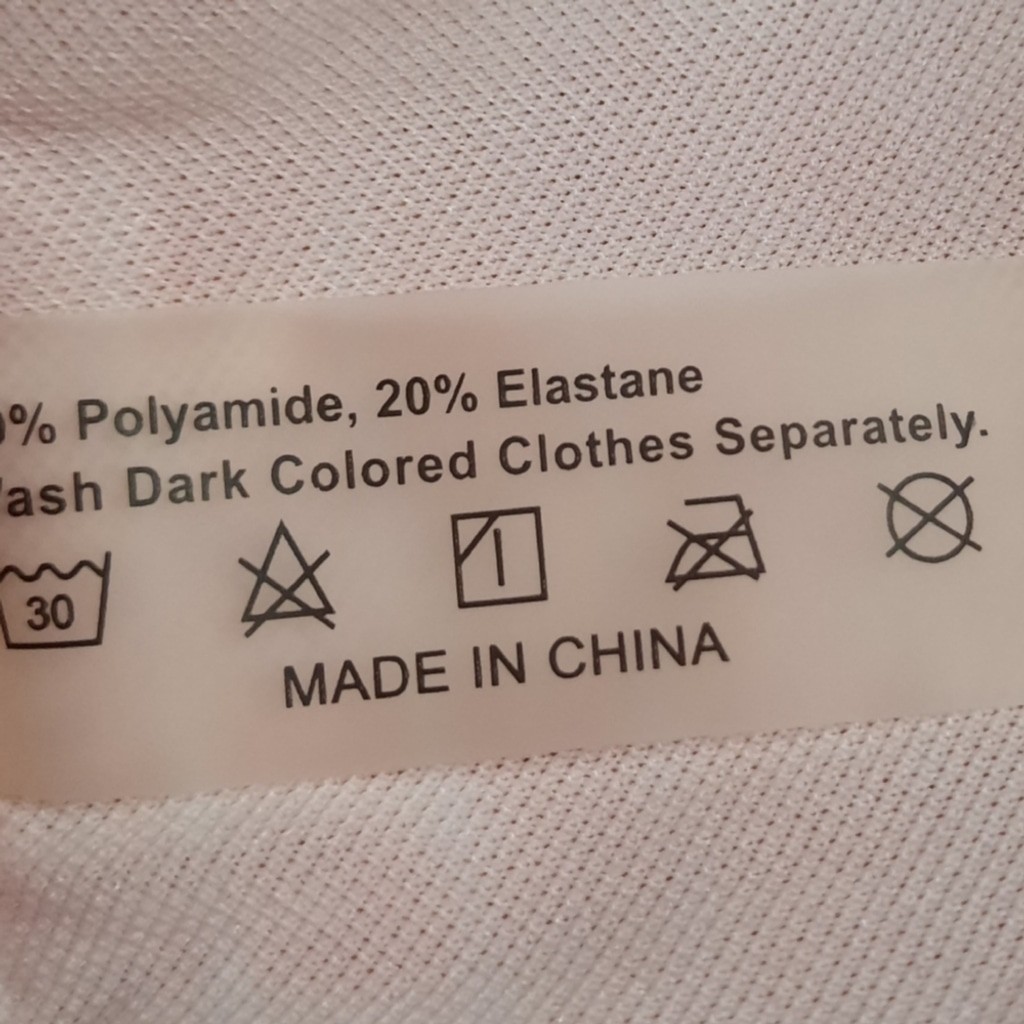 % Polyamide, 20% Elastane
ash Dark Colored Clothes Separately.
30
MADE IN CHINA